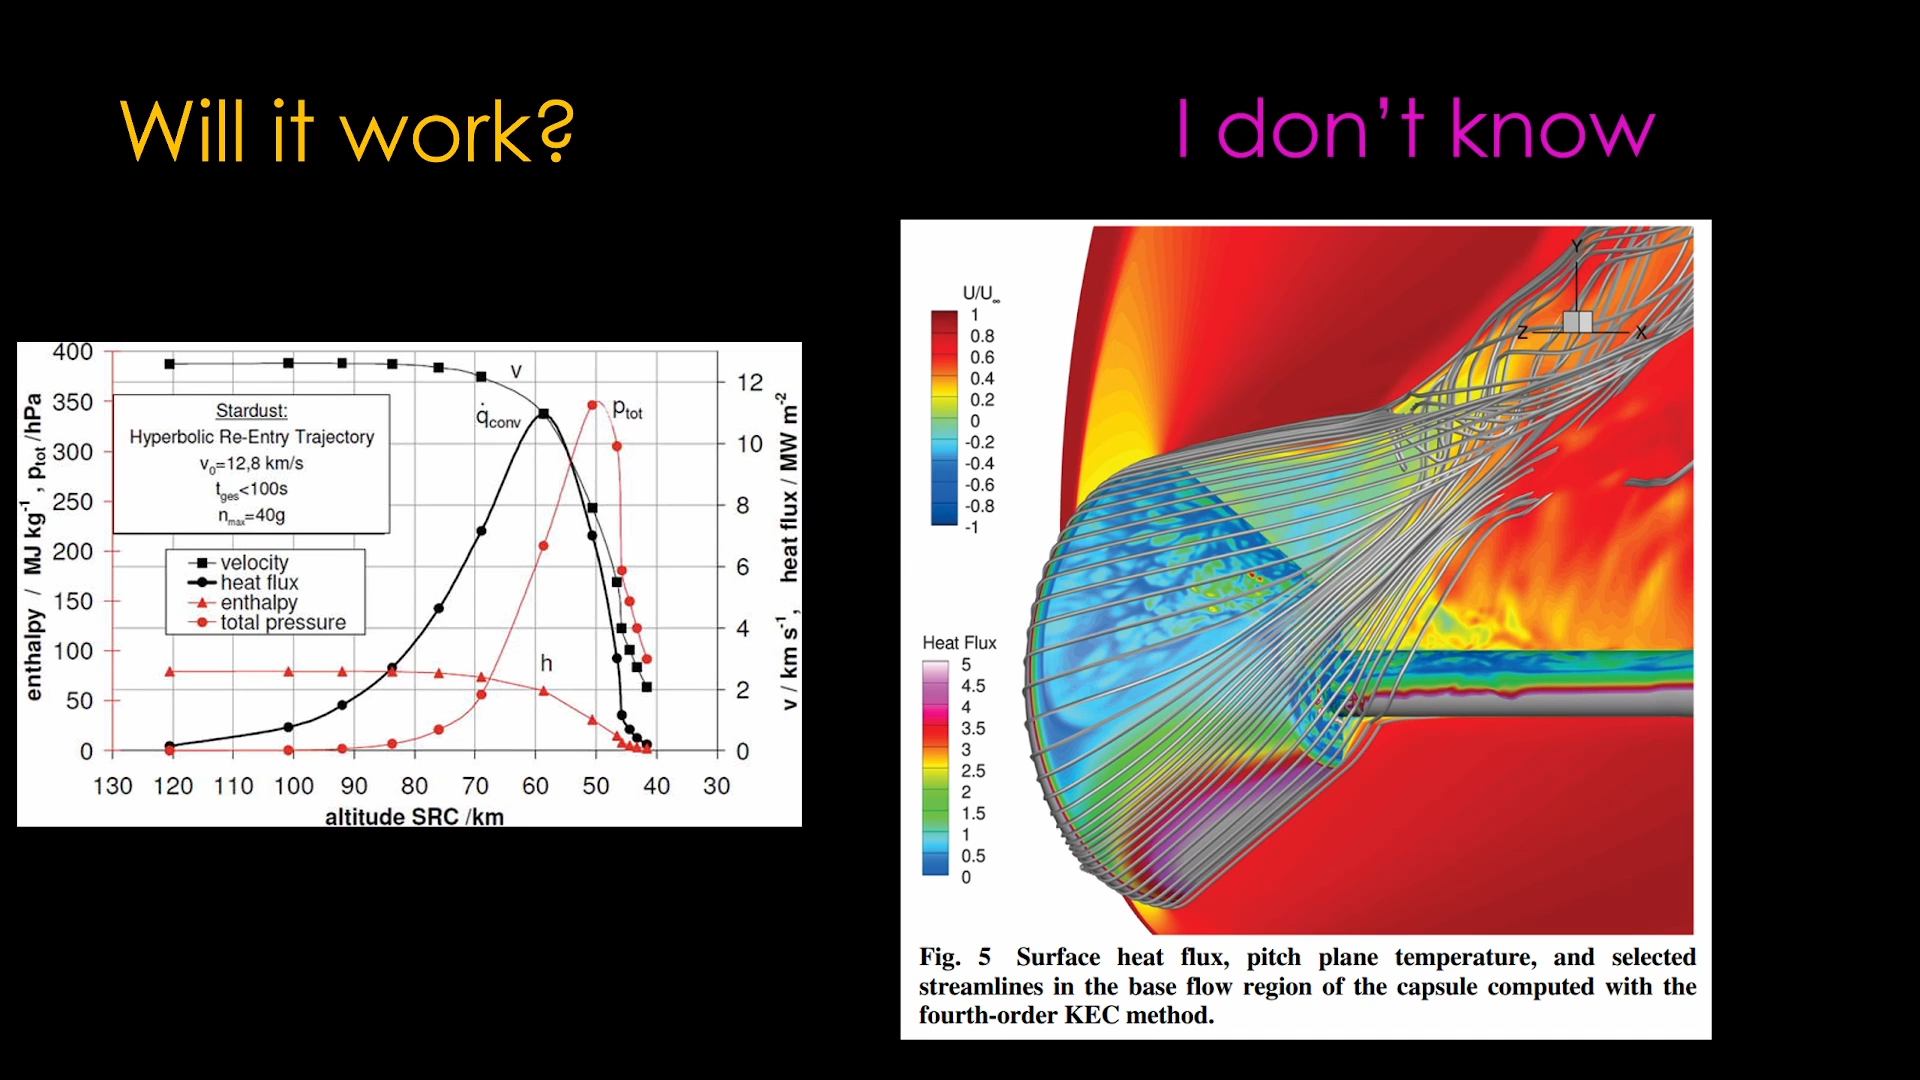 Will it work?
I don't know
400
350
300
250
200
150
100
50
0
enthalpy / MJ kg⁻¹, p_tot /hPa
Stardust:
Hyperbolic Re-Entry Trajectory
v₀=12,8 km/s
t_ges<100s
n_max=40g
velocity
heat flux
enthalpy
total pressure
v
q̇_conv
p_tot
h
12
10
8
6
4
2
0
v / km s⁻¹, heat flux / MW m⁻²
130 120 110 100 90 80 70 60 50 40 30
altitude SRC /km
U/U∞
1
0.8
0.6
0.4
0.2
0
-0.2
-0.4
-0.6
-0.8
-1
Heat Flux
5
4.5
4
3.5
3
2.5
2
1.5
1
0.5
0
Y
Z
X
Fig. 5 Surface heat flux, pitch plane temperature, and selected
streamlines in the base flow region of the capsule computed with the
fourth-order KEC method.